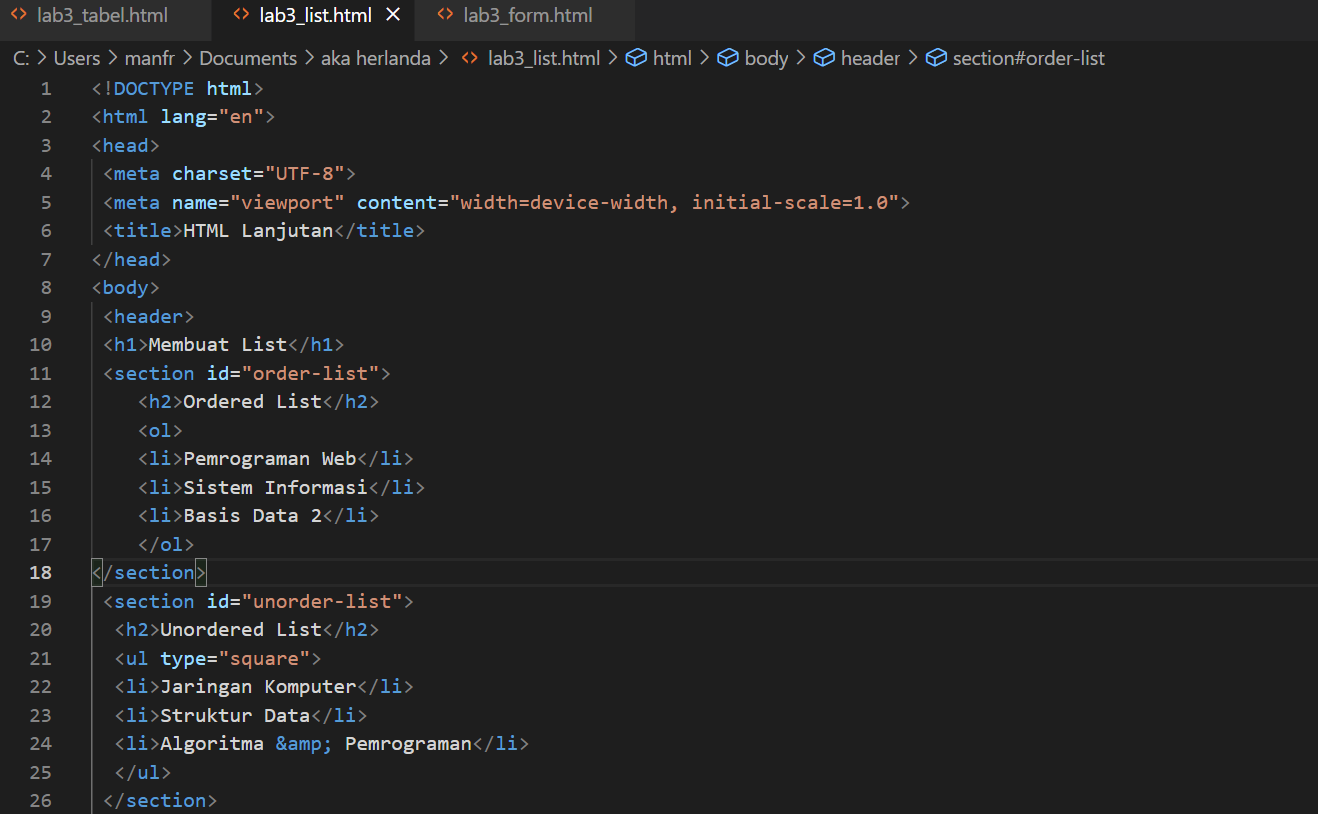 lab3_tabel.html lab3_list.html lab3_form.html
C: > Users > manfr > Documents > aka herlanda > lab3_list.html > html > body > header > section#order-list
1 <!DOCTYPE html>
2 <html lang="en">
3 <head>
4 <meta charset="UTF-8">
5 <meta name="viewport" content="width=device-width, initial-scale=1.0">
6 <title>HTML Lanjutan</title>
7 </head>
8 <body>
9 <header>
10 <h1>Membuat List</h1>
11 <section id="order-list">
12 <h2>Ordered List</h2>
13 <ol>
14 <li>Pemrograman Web</li>
15 <li>Sistem Informasi</li>
16 <li>Basis Data 2</li>
17 </ol>
18 </section>
19 <section id="unorder-list">
20 <h2>Unordered List</h2>
21 <ul type="square">
22 <li>Jaringan Komputer</li>
23 <li>Struktur Data</li>
24 <li>Algoritma &amp; Pemrograman</li>
25 </ul>
26 </section>